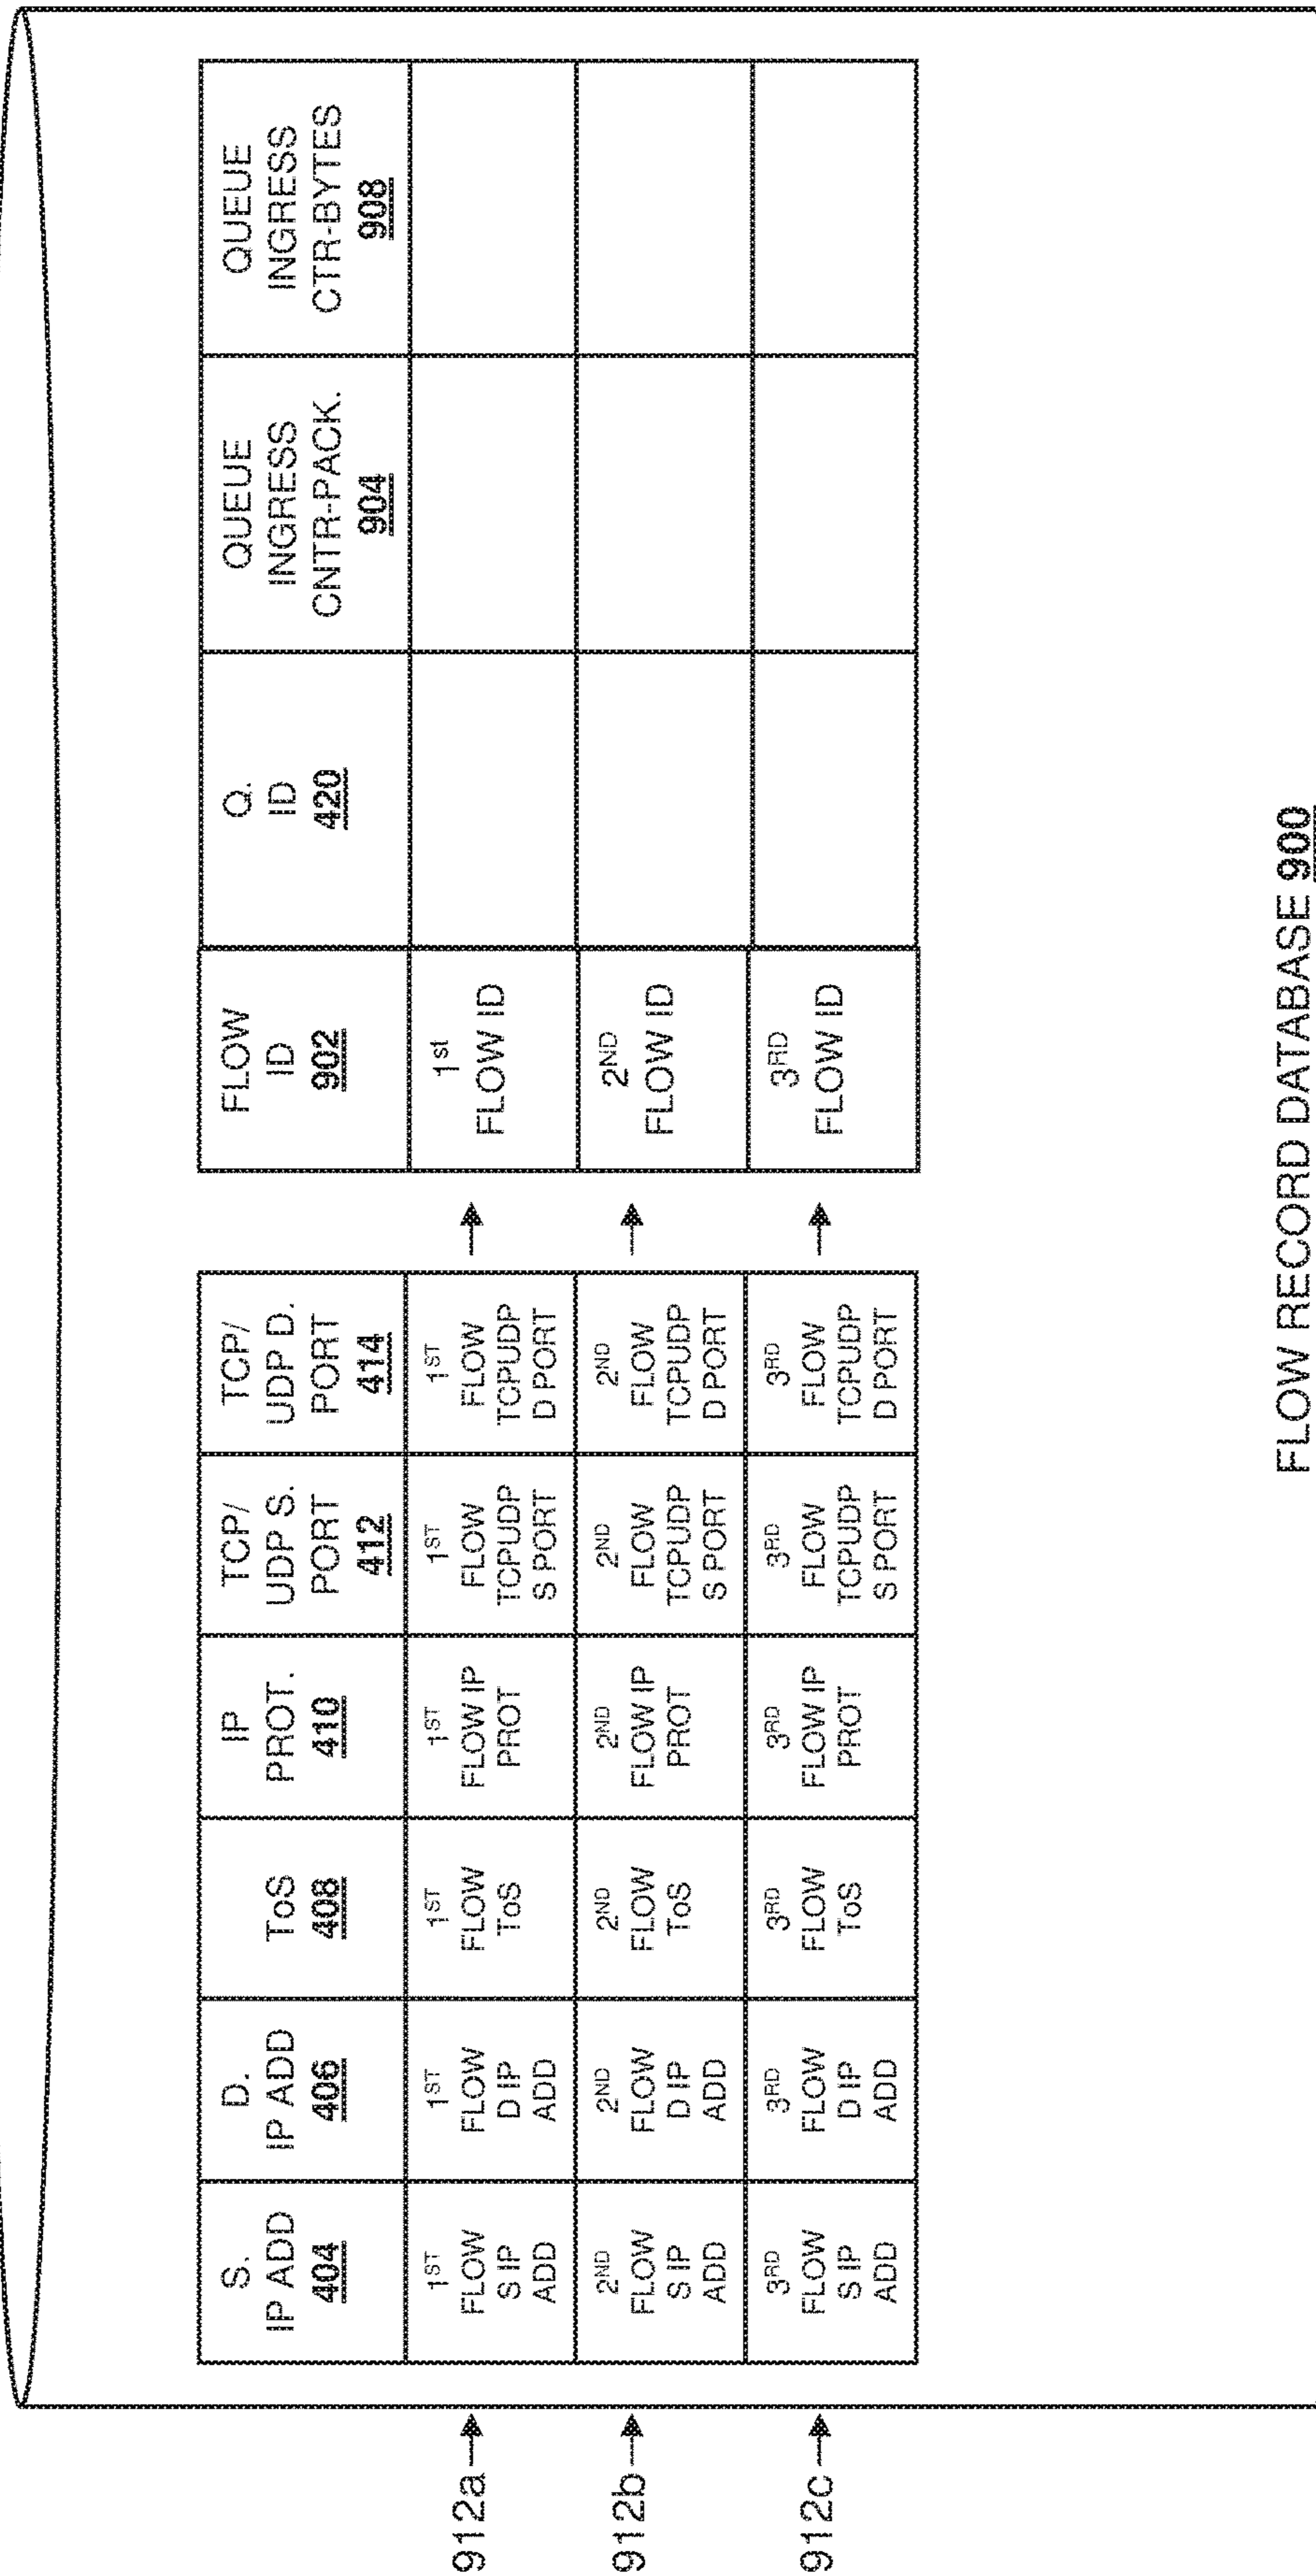 S.
IP ADD
404
D.
IP ADD
406
ToS
408
IP
PROT.
410
TCP/
UDP S.
PORT
412
TCP/
UDP D.
PORT
414
FLOW
ID
902
Q.
ID
420
QUEUE
INGRESS
CNTR-PACK.
904
QUEUE
INGRESS
CTR-BYTES
908
912a
1ST
FLOW
S IP
ADD
1ST
FLOW
D IP
ADD
1ST
FLOW
ToS
1ST
FLOW IP
PROT
1ST
FLOW
TCPUDP
S PORT
1ST
FLOW
TCPUDP
D PORT
1st
FLOW ID
912b
2ND
FLOW
S IP
ADD
2ND
FLOW
D IP
ADD
2ND
FLOW
ToS
2ND
FLOW IP
PROT
2ND
FLOW
TCPUDP
S PORT
2ND
FLOW
TCPUDP
D PORT
2ND
FLOW ID
912c
3RD
FLOW
S IP
ADD
3RD
FLOW
D IP
ADD
3RD
FLOW
ToS
3RD
FLOW IP
PROT
3RD
FLOW
TCPUDP
S PORT
3RD
FLOW
TCPUDP
D PORT
3RD
FLOW ID
FLOW RECORD DATABASE 900